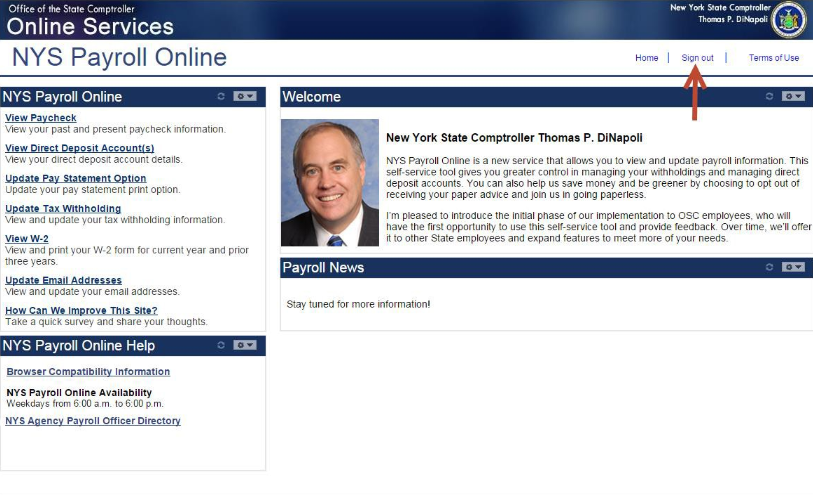 Office of the State Comptroller
Online Services
New York State Comptroller
Thomas P. DiNapoli
NYS Payroll Online
Home | Sign out | Terms of Use
NYS Payroll Online
View Paycheck
View your past and present paycheck information.
View Direct Deposit Account(s)
View your direct deposit account details.
Update Pay Statement Option
Update your pay statement print option.
Update Tax Withholding
View and update your tax withholding information.
View W-2
View and print your W-2 form for current year and prior
three years.
Update Email Addresses
View and update your email addresses.
How Can We Improve This Site?
Take a quick survey and share your thoughts.
NYS Payroll Online Help
Browser Compatibility Information
NYS Payroll Online Availability
Weekdays from 6:00 a.m. to 6:00 p.m.
NYS Agency Payroll Officer Directory
Welcome
New York State Comptroller Thomas P. DiNapoli
NYS Payroll Online is a new service that allows you to view and update payroll information. This
self-service tool gives you greater control in managing your withholdings and managing direct
deposit accounts. You can also help us save money and be greener by choosing to opt out of
receiving your paper advice and join us in going paperless.
I'm pleased to introduce the initial phase of our implementation to OSC employees, who will
have the first opportunity to use this self-service tool and provide feedback. Over time, we'll offer
it to other State employees and expand features to meet more of your needs.
Payroll News
Stay tuned for more information!